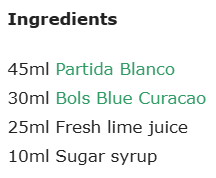 Ingredients
45ml Partida Blanco
30ml Bols Blue Curacao
25ml Fresh lime juice
10ml Sugar syrup